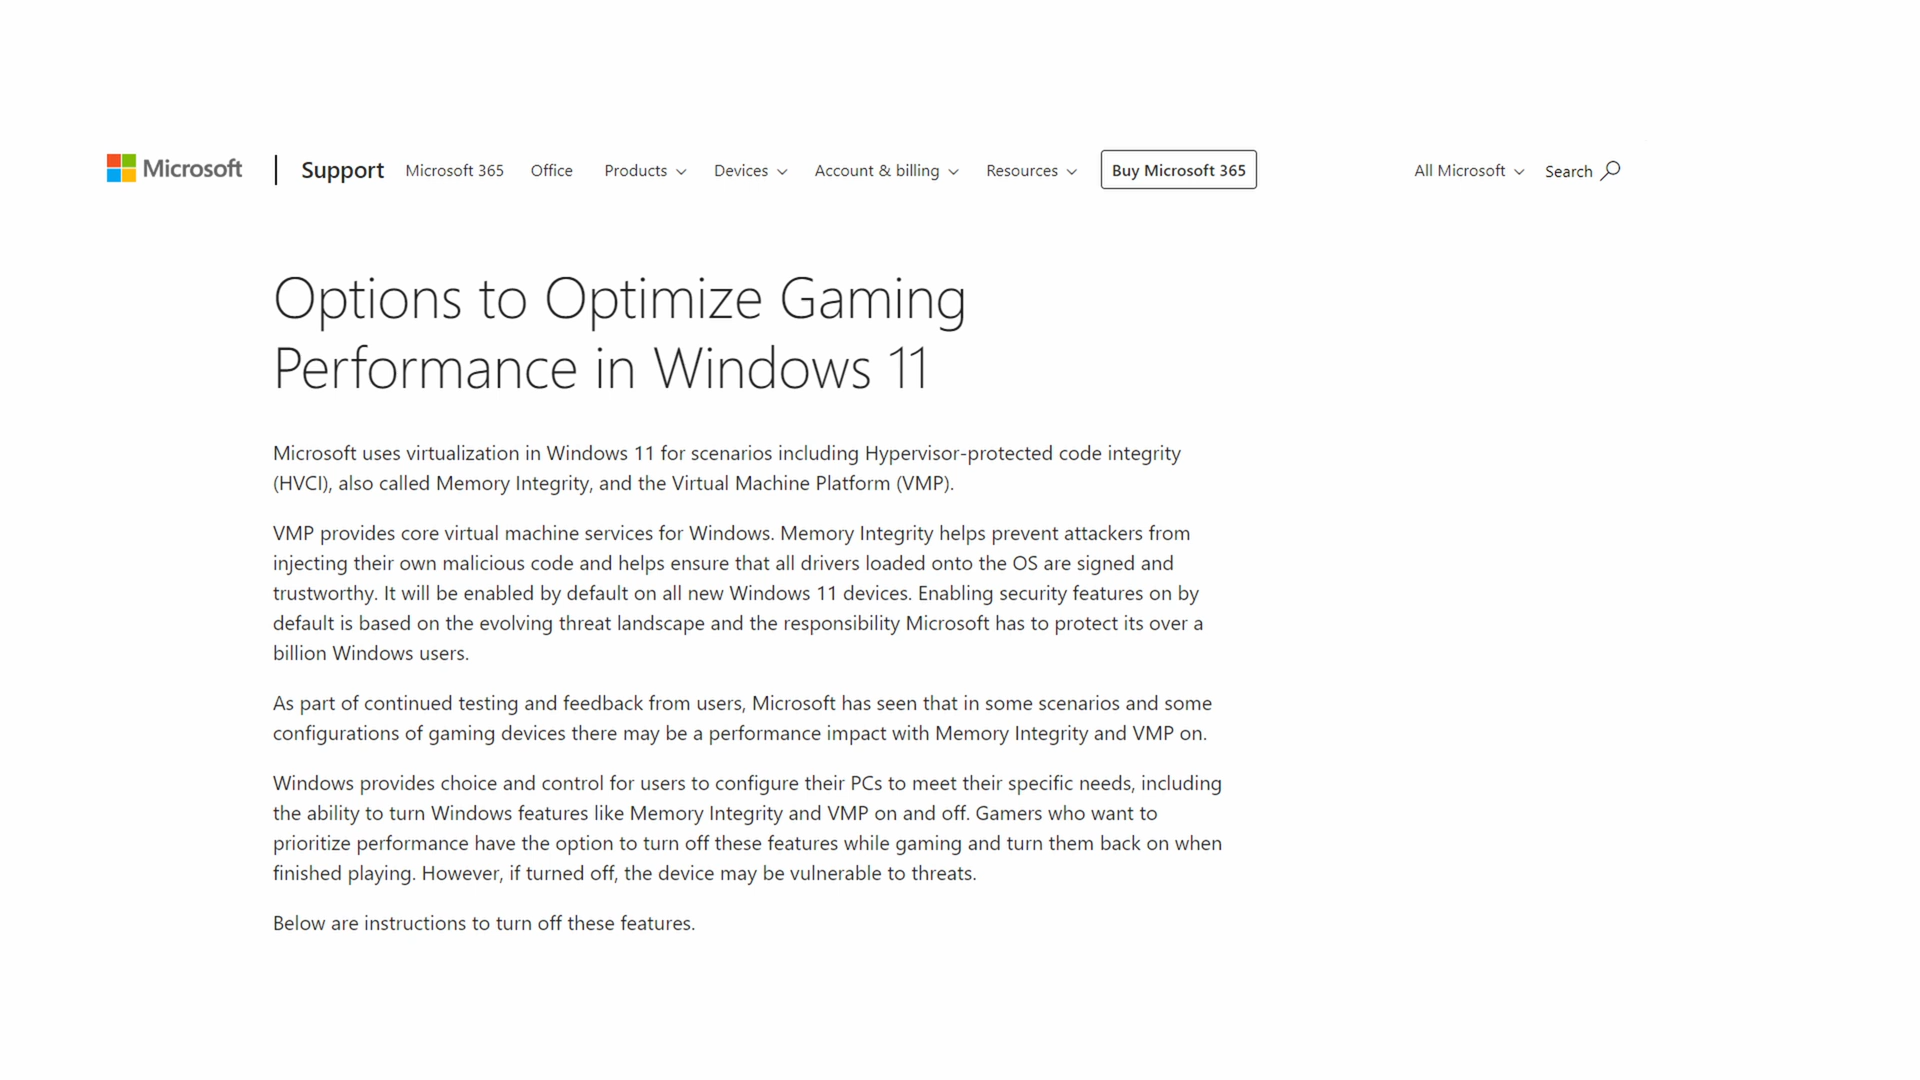 Microsoft Support Microsoft 365 Office Products Devices Account & billing Resources Buy Microsoft 365 All Microsoft Search
Options to Optimize Gaming
Performance in Windows 11
Microsoft uses virtualization in Windows 11 for scenarios including Hypervisor-protected code integrity
(HVCI), also called Memory Integrity, and the Virtual Machine Platform (VMP).
VMP provides core virtual machine services for Windows. Memory Integrity helps prevent attackers from
injecting their own malicious code and helps ensure that all drivers loaded onto the OS are signed and
trustworthy. It will be enabled by default on all new Windows 11 devices. Enabling security features on by
default is based on the evolving threat landscape and the responsibility Microsoft has to protect its over a
billion Windows users.
As part of continued testing and feedback from users, Microsoft has seen that in some scenarios and some
configurations of gaming devices there may be a performance impact with Memory Integrity and VMP on.
Windows provides choice and control for users to configure their PCs to meet their specific needs, including
the ability to turn Windows features like Memory Integrity and VMP on and off. Gamers who want to
prioritize performance have the option to turn off these features while gaming and turn them back on when
finished playing. However, if turned off, the device may be vulnerable to threats.
Below are instructions to turn off these features.